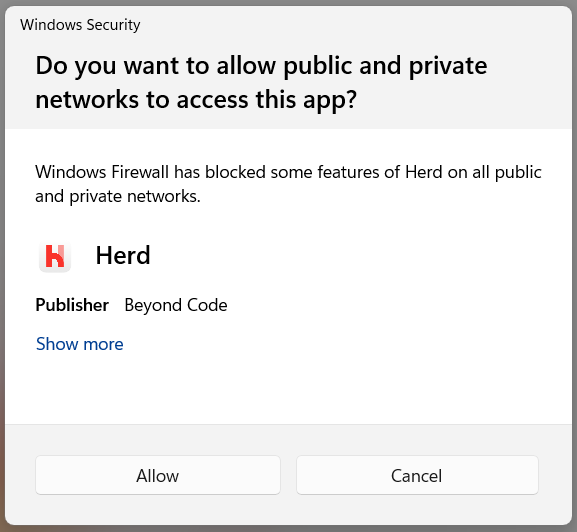 Windows Security
Do you want to allow public and private
networks to access this app?
Windows Firewall has blocked some features of Herd on all public
and private networks.
Herd
Publisher Beyond Code
Show more
Allow Cancel